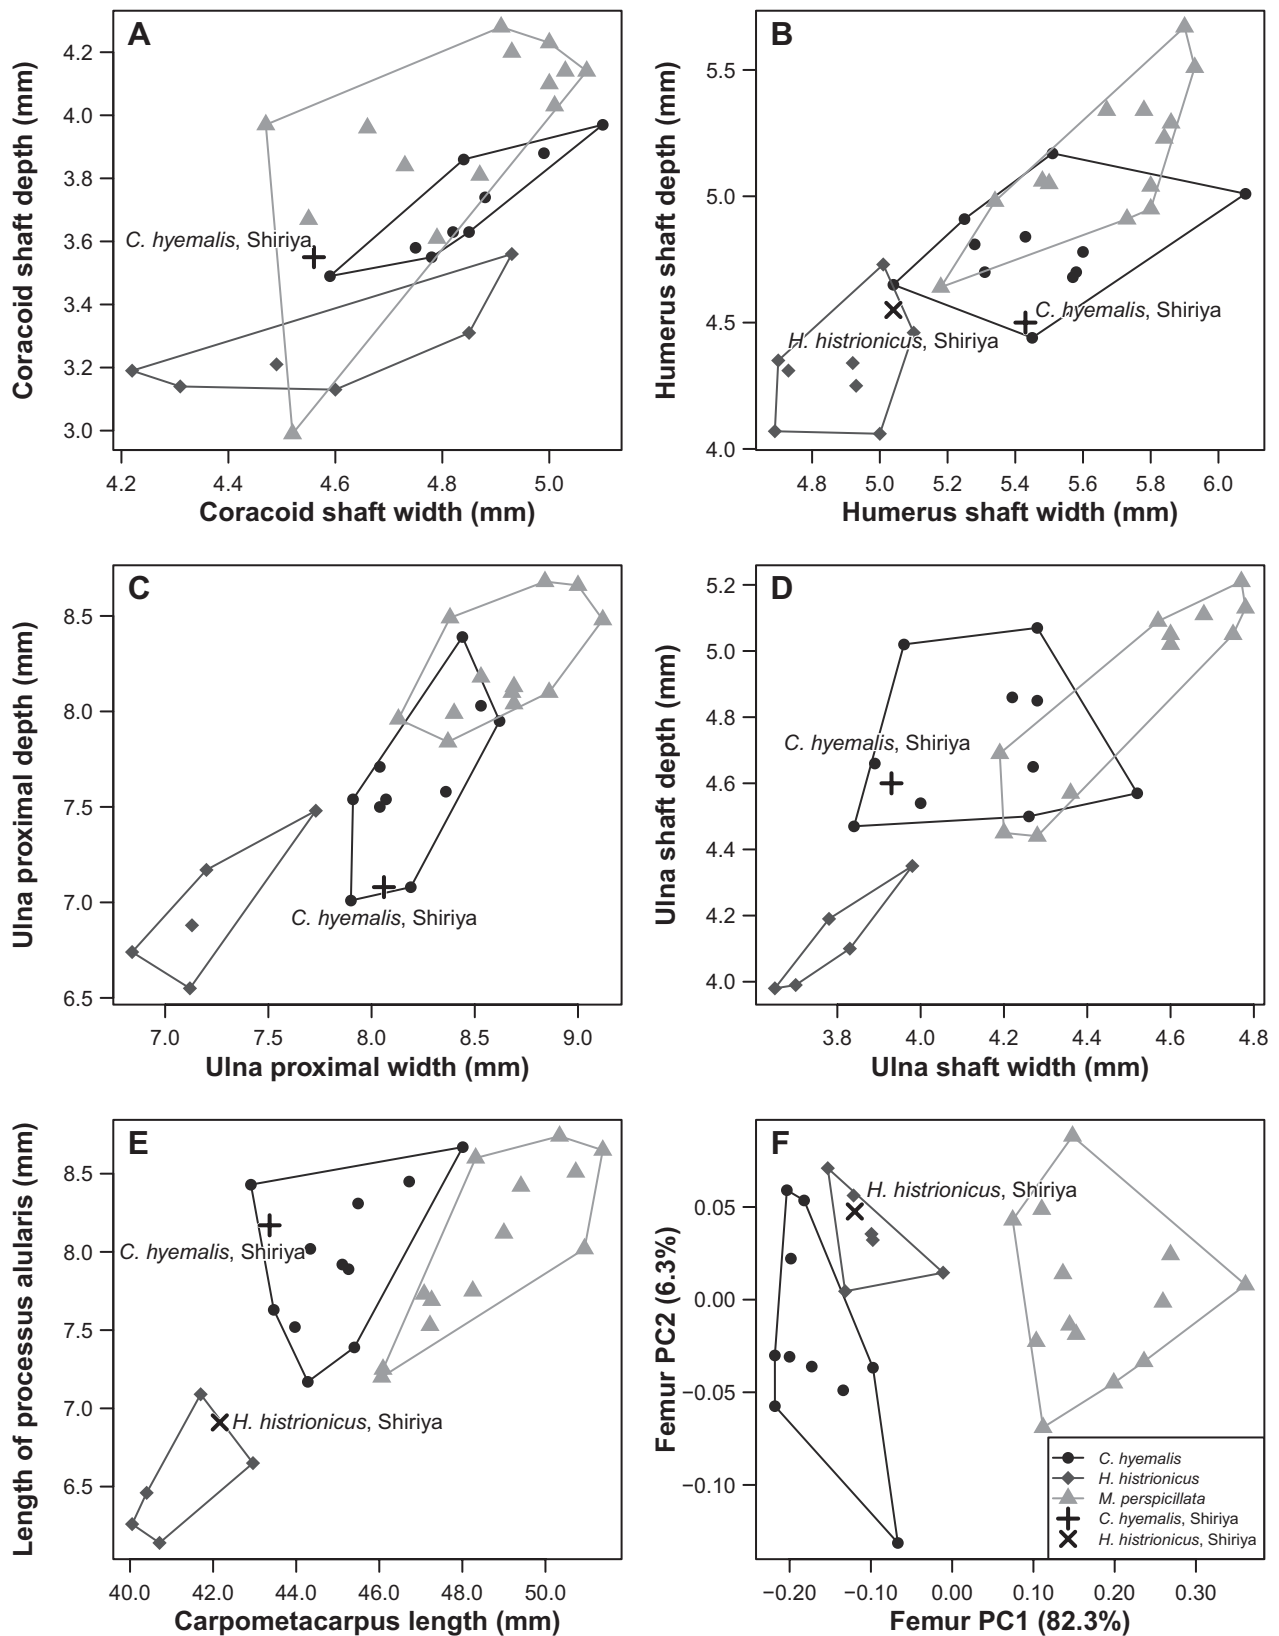 A
Coracoid shaft depth (mm)
4.2
4.0
3.8
3.6
3.4
3.2
3.0
C. hyemalis, Shiriya
4.2 4.4 4.6 4.8 5.0
Coracoid shaft width (mm)
B
Humerus shaft depth (mm)
5.5
5.0
4.5
4.0
C. hyemalis, Shiriya
H. histrionicus, Shiriya
4.8 5.0 5.2 5.4 5.6 5.8 6.0
Humerus shaft width (mm)
C
Ulna proximal depth (mm)
8.5
8.0
7.5
7.0
6.5
C. hyemalis, Shiriya
7.0 7.5 8.0 8.5 9.0
Ulna proximal width (mm)
D
Ulna shaft depth (mm)
5.2
5.0
4.8
4.6
4.4
4.2
4.0
C. hyemalis, Shiriya
3.8 4.0 4.2 4.4 4.6 4.8
Ulna shaft width (mm)
E
Length of processus alularis (mm)
8.5
8.0
7.5
7.0
6.5
C. hyemalis, Shiriya
H. histrionicus, Shiriya
40.0 42.0 44.0 46.0 48.0 50.0
Carpometacarpus length (mm)
F
Femur PC2 (6.3%)
0.05
0.00
−0.05
−0.10
H. histrionicus, Shiriya
C. hyemalis
H. histrionicus
M. perspicillata
C. hyemalis, Shiriya
H. histrionicus, Shiriya
−0.20 −0.10 0.00 0.10 0.20 0.30
Femur PC1 (82.3%)